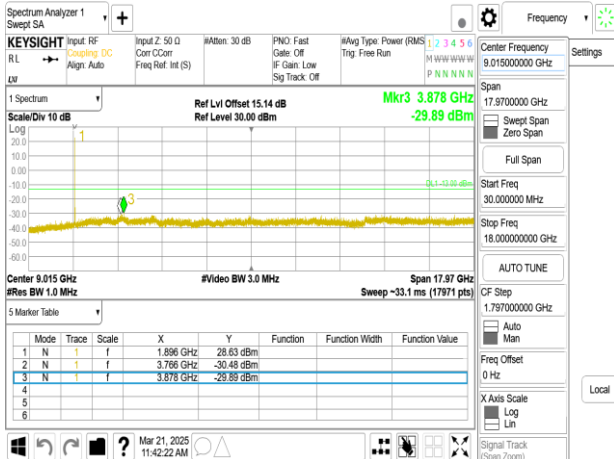 Spectrum Analyzer 1
Swept SA
+
Frequency
KEYSIGHT
RL
Input: RF
Coupling: DC
Align: Auto
Input Z: 50 Ω
Corr CCorr
Freq Ref: Int (S)
#Atten: 30 dB
PNO: Fast
Gate: Off
IF Gain: Low
Sig Track: Off
#Avg Type: Power (RMS
Trig: Free Run
1 2 3 4 5 6
M W W W W W
P N N N N N
Center Frequency
9.015000000 GHz
Settings
Span
17.9700000 GHz
Swept Span
Zero Span
Full Span
Start Freq
30.000000 MHz
Stop Freq
18.000000000 GHz
AUTO TUNE
CF Step
1.797000000 GHz
Auto
Man
Freq Offset
0 Hz
X Axis Scale
Log
Lin
Local
Signal Track
(Span Zoom)
1 Spectrum
Scale/Div 10 dB
Ref Lvl Offset 15.14 dB
Ref Level 30.00 dBm
Mkr3 3.878 GHz
-29.89 dBm
Log
20.0
10.0
0.00
-10.0
-20.0
-30.0
-40.0
-50.0
-60.0
1
3
DL1 -13.00 dBm
Center 9.015 GHz
#Res BW 1.0 MHz
#Video BW 3.0 MHz
Span 17.97 GHz
Sweep ~33.1 ms (17971 pts)
5 Marker Table
Mode Trace Scale X Y Function Function Width Function Value
1 N 1 f 1.896 GHz 28.63 dBm
2 N 1 f 3.766 GHz -30.48 dBm
3 N 1 f 3.878 GHz -29.89 dBm
4
5
6
?
Mar 21, 2025
11:42:22 AM